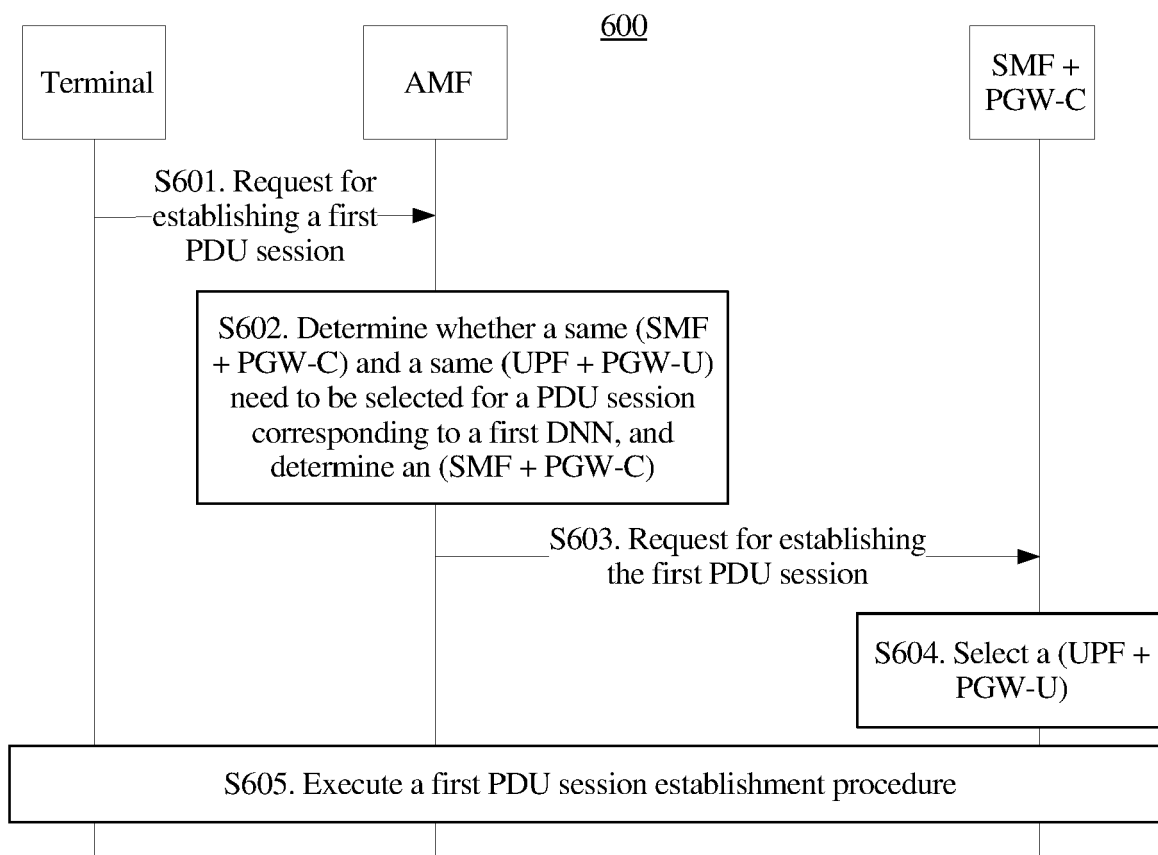 600
Terminal
AMF
SMF +
PGW-C
S601. Request for
establishing a first
PDU session
S602. Determine whether a same (SMF
+ PGW-C) and a same (UPF + PGW-U)
need to be selected for a PDU session
corresponding to a first DNN, and
determine an (SMF + PGW-C)
S603. Request for establishing
the first PDU session
S604. Select a (UPF +
PGW-U)
S605. Execute a first PDU session establishment procedure